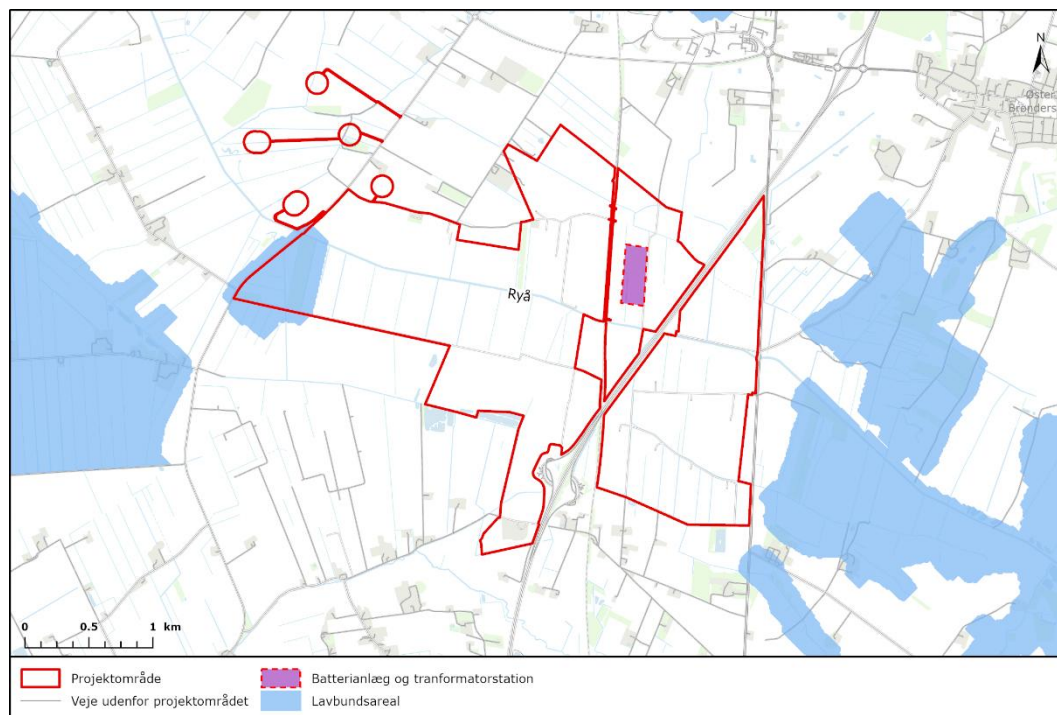 N
Øster
Brønders
Ryå
0 0.5 1 km
Projektområde
Batterianlæg og tranformatorstation
Veje udenfor projektområdet
Lavbundsareal